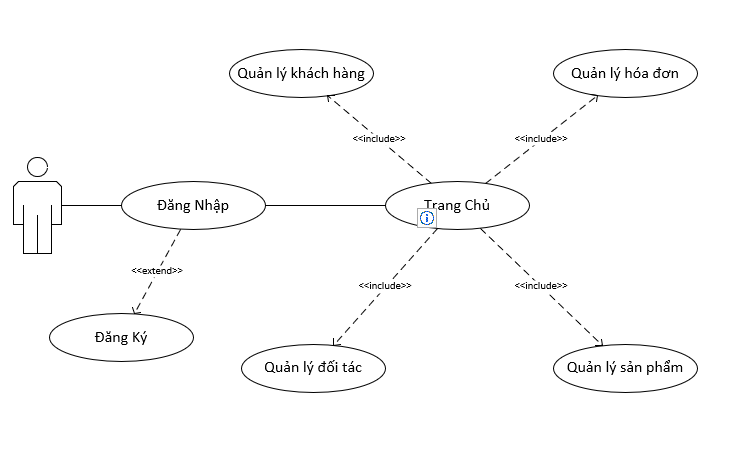 Quản lý khách hàng
Quản lý hóa đơn
<<include>>
<<include>>
Đăng Nhập
Trang Chủ
<<extend>>
<<include>>
<<include>>
Đăng Ký
Quản lý đối tác
Quản lý sản phẩm